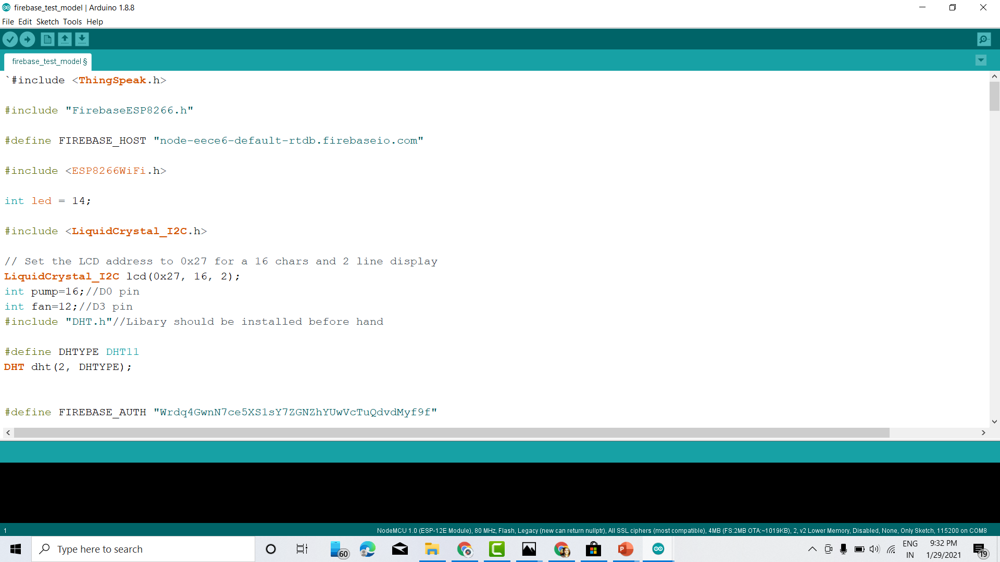 firebase_test_model | Arduino 1.8.8
File Edit Sketch Tools Help
firebase_test_model §
`#include <ThingSpeak.h>
#include "FirebaseESP8266.h"
#define FIREBASE_HOST "node-eece6-default-rtdb.firebaseio.com"
#include <ESP8266WiFi.h>
int led = 14;
#include <LiquidCrystal_I2C.h>
// Set the LCD address to 0x27 for a 16 chars and 2 line display
LiquidCrystal_I2C lcd(0x27, 16, 2);
int pump=16;//D0 pin
int fan=12;//D3 pin
#include "DHT.h"//Libary should be installed before hand
#define DHTYPE DHT11
DHT dht(2, DHTYPE);
#define FIREBASE_AUTH "Wrdq4GwnN7ce5XS1sY7ZGNZhYUwVcTuQdvdMyf9f"
1
NodeMCU 1.0 (ESP-12E Module), 80 MHz, Flash, Legacy (new can return nullptr), All SSL ciphers (most compatible), 4MB (FS:2MB OTA:~1019KB), 2, v2 Lower Memory, Disabled, None, Only Sketch, 115200 on COM8
Type here to search
60
ENG
IN
9:32 PM
1/29/2021
19